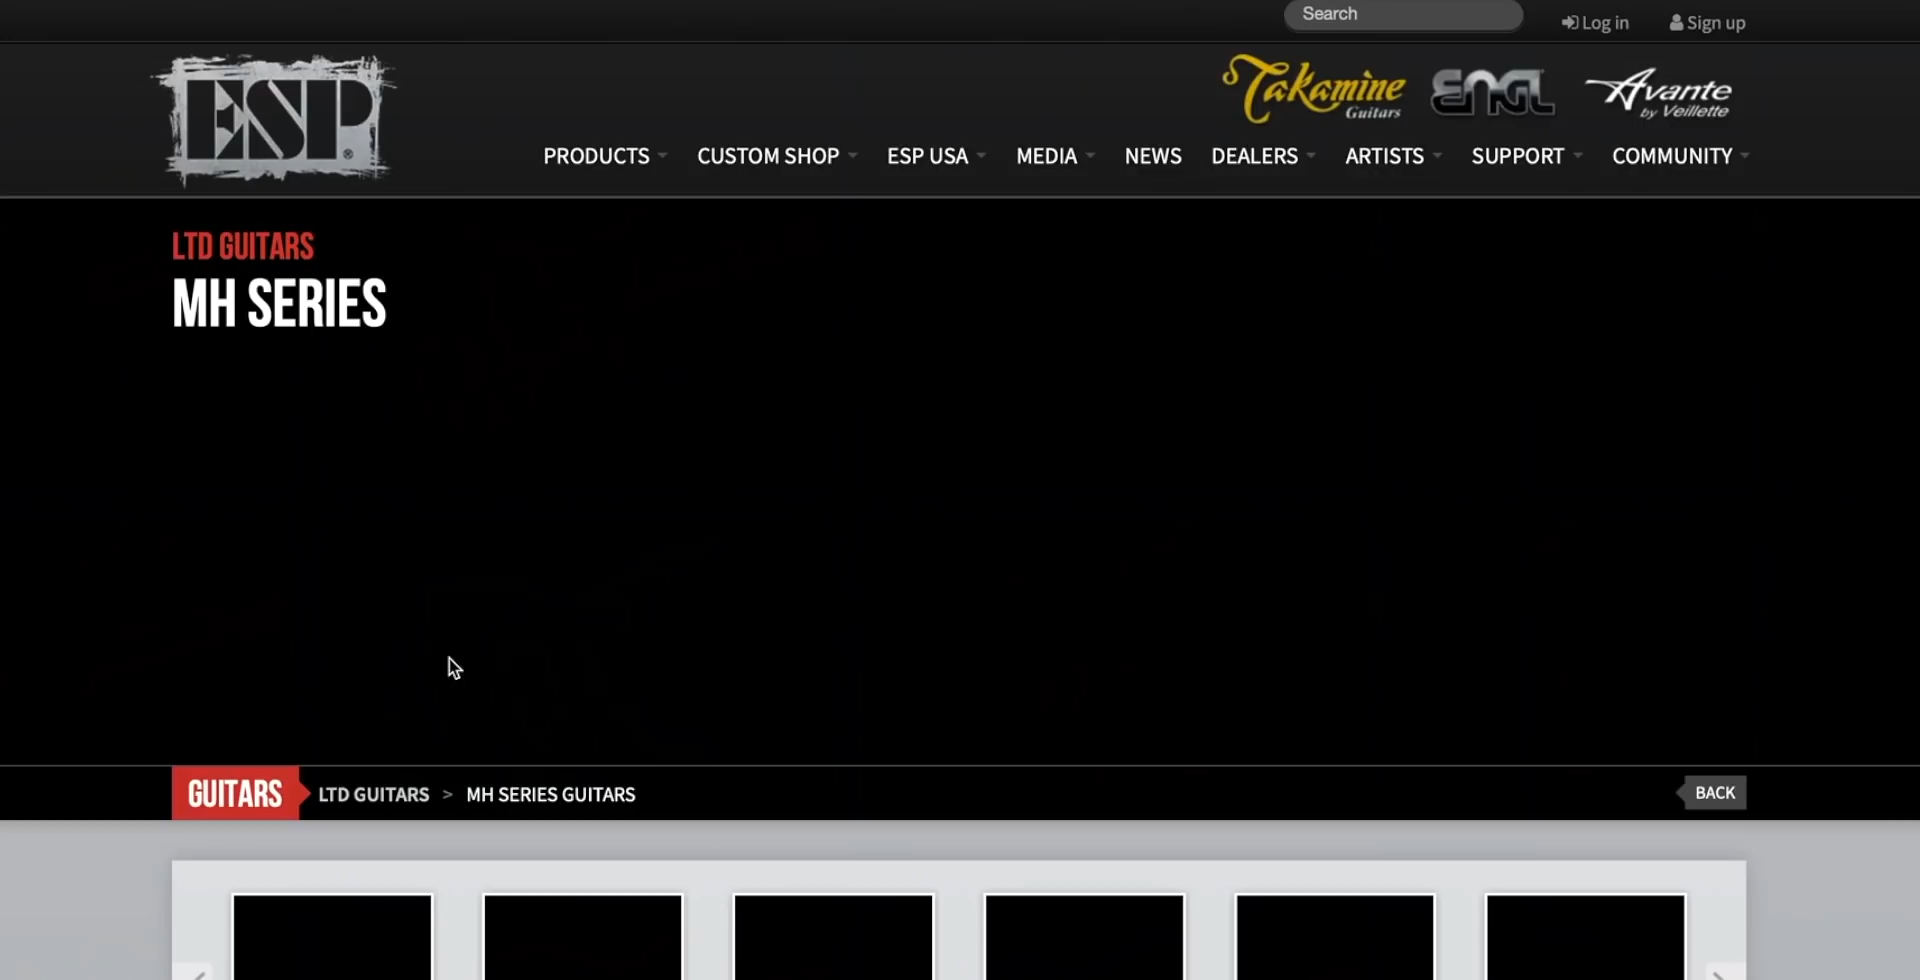 Search
Log in
Sign up
ESP®
Takamine
Guitars
ENGL
Avante
by Veillette
PRODUCTS
CUSTOM SHOP
ESP USA
MEDIA
NEWS
DEALERS
ARTISTS
SUPPORT
COMMUNITY
LTD GUITARS
MH SERIES
GUITARS
LTD GUITARS > MH SERIES GUITARS
BACK